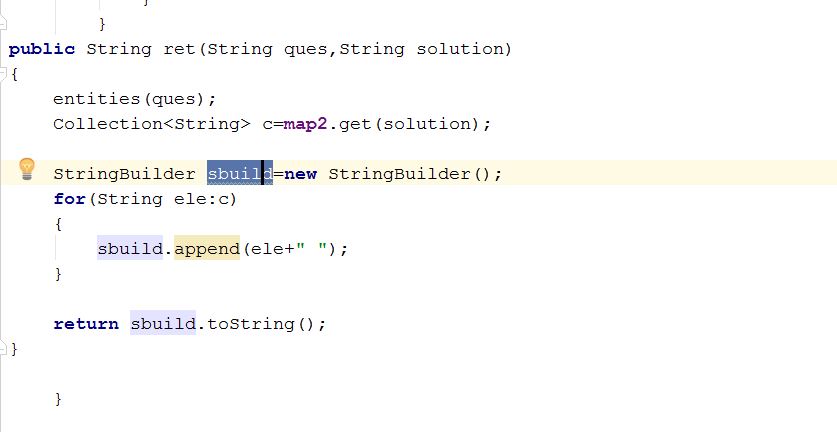 }
}
public String ret(String ques,String solution)
{
entities(ques);
Collection<String> c=map2.get(solution);
StringBuilder sbuild=new StringBuilder();
for(String ele:c)
{
sbuild.append(ele+" ");
}
return sbuild.toString();
}
}